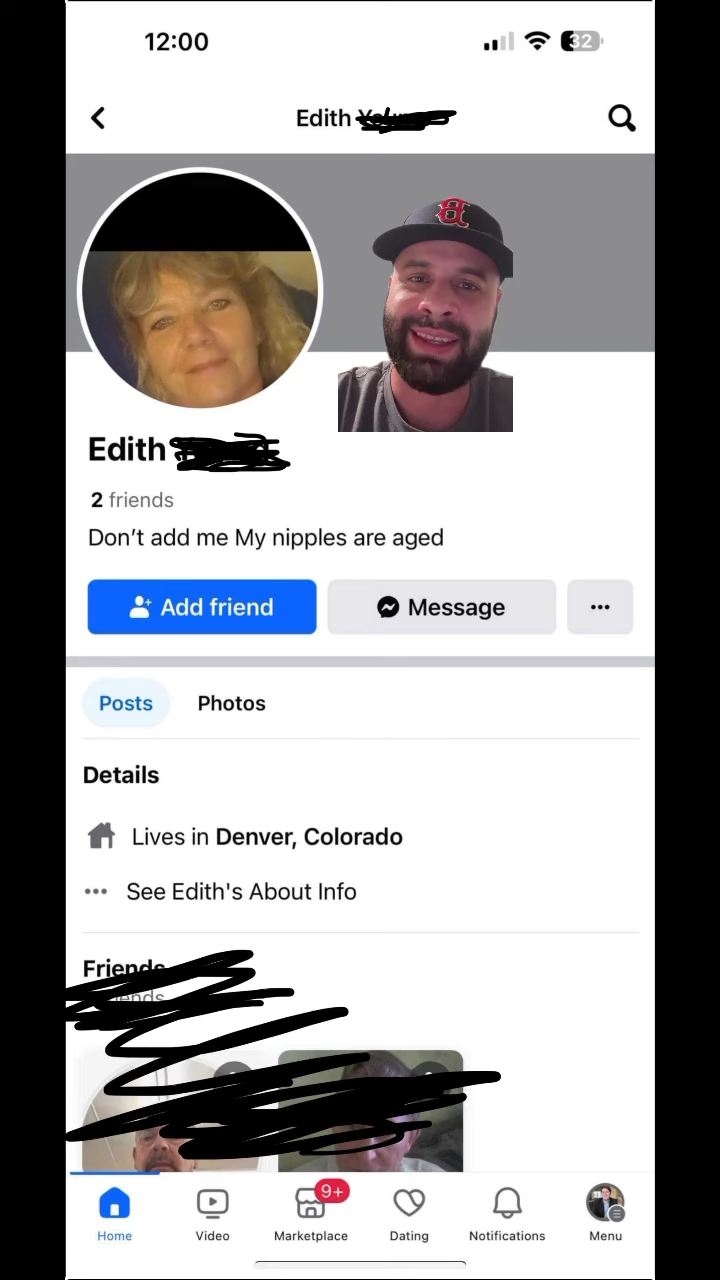 12:00
32
Edith
B
Edith
2 friends
Don’t add me My nipples are aged
Add friend
Message
Posts
Photos
Details
Lives in Denver, Colorado
See Edith's About Info
Friends
9+
Home
Video
Marketplace
Dating
Notifications
Menu